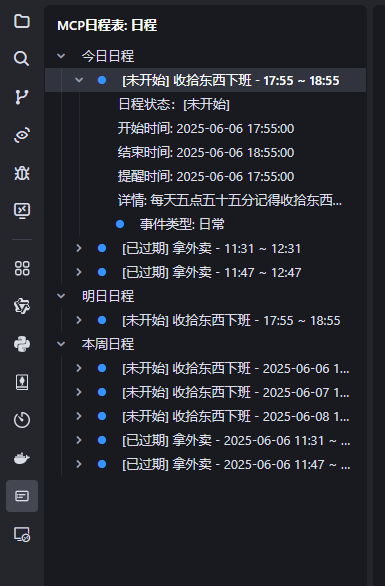 MCP日程表: 日程
今日日程
[未开始] 收拾东西下班 - 17:55 ~ 18:55
日程状态：[未开始]
开始时间: 2025-06-06 17:55:00
结束时间: 2025-06-06 18:55:00
提醒时间: 2025-06-06 17:55:00
详情: 每天五点五十五分记得收拾东西...
事件类型: 日常
[已过期] 拿外卖 - 11:31 ~ 12:31
[已过期] 拿外卖 - 11:47 ~ 12:47
明日日程
[未开始] 收拾东西下班 - 17:55 ~ 18:55
本周日程
[未开始] 收拾东西下班 - 2025-06-06 1...
[未开始] 收拾东西下班 - 2025-06-07 1...
[未开始] 收拾东西下班 - 2025-06-08 1...
[已过期] 拿外卖 - 2025-06-06 11:31 ~ ...
[已过期] 拿外卖 - 2025-06-06 11:47 ~ ...